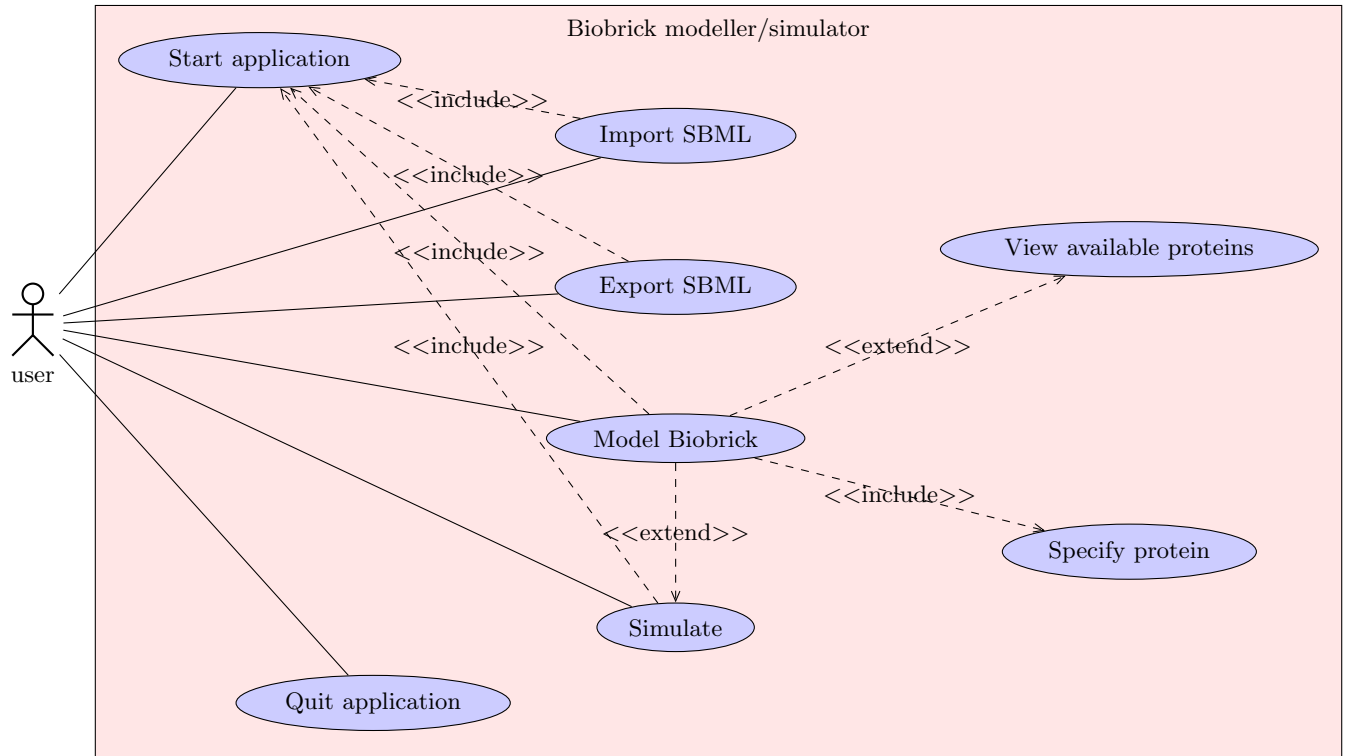 Biobrick modeller/simulator
Start application
<<include>>
Import SBML
<<include>>
<<include>>
View available proteins
Export SBML
<<include>>
<<extend>>
user
Model Biobrick
<<include>>
<<extend>>
Specify protein
Simulate
Quit application